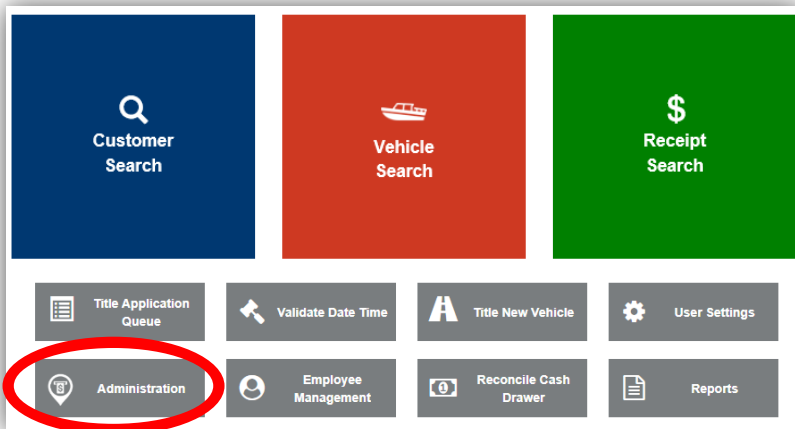 Customer
Search
Vehicle
Search
$
Receipt
Search
Title Application
Queue
Validate Date Time
Title New Vehicle
User Settings
Administration
Employee
Management
Reconcile Cash
Drawer
Reports